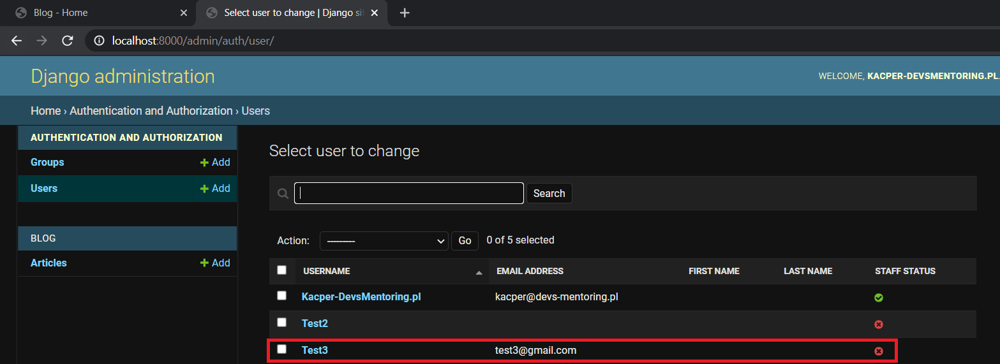 Blog - Home
Select user to change | Django si
localhost:8000/admin/auth/user/
Django administration
WELCOME, KACPER-DEVSMENTORING.PL.
Home › Authentication and Authorization › Users
AUTHENTICATION AND AUTHORIZATION
Groups + Add
Users + Add
BLOG
Articles + Add
Select user to change
Search
Action: --------- Go 0 of 5 selected
USERNAME EMAIL ADDRESS FIRST NAME LAST NAME STAFF STATUS
Kacper-DevsMentoring.pl kacper@devs-mentoring.pl
Test2
Test3 test3@gmail.com